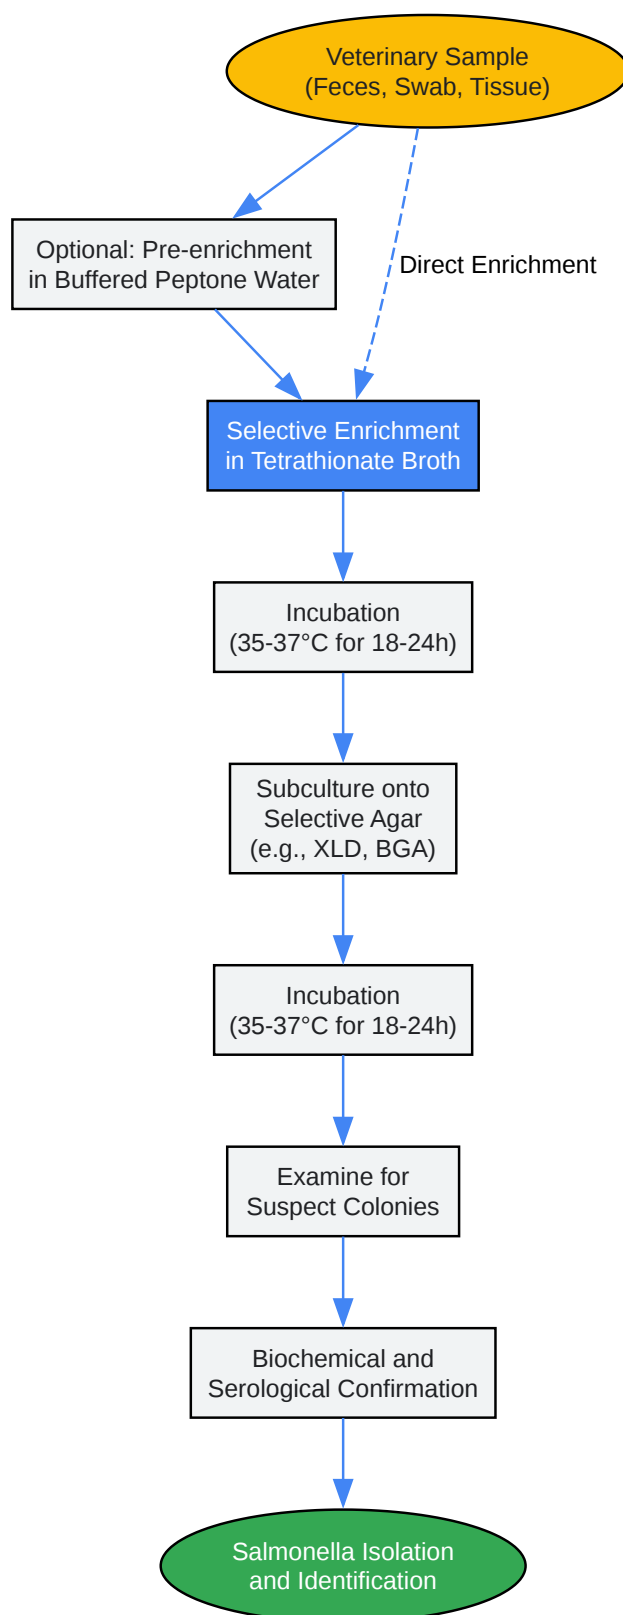 Veterinary Sample
(Feces, Swab, Tissue)
Optional: Pre-enrichment
in Buffered Peptone Water
Direct Enrichment
Selective Enrichment
in Tetrathionate Broth
Incubation
(35-37°C for 18-24h)
Subculture onto
Selective Agar
(e.g., XLD, BGA)
Incubation
(35-37°C for 18-24h)
Examine for
Suspect Colonies
Biochemical and
Serological Confirmation
Salmonella Isolation
and Identification